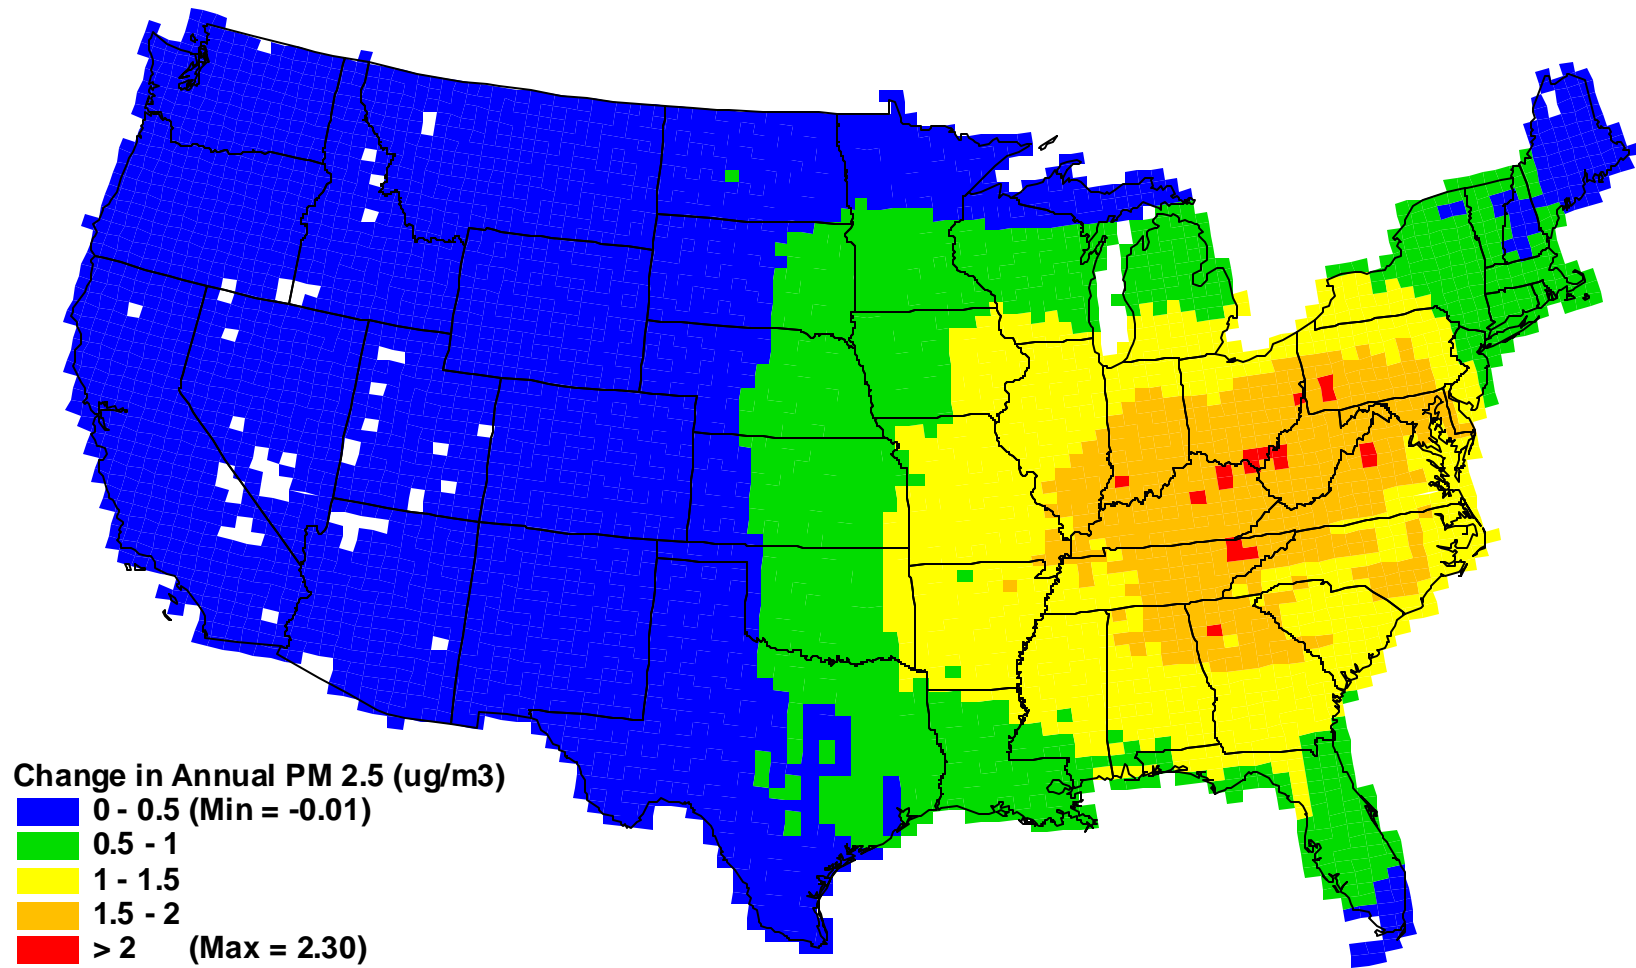 Change in Annual PM 2.5 (ug/m3)
0 - 0.5 (Min = -0.01)
0.5 - 1
1 - 1.5
1.5 - 2
> 2 (Max = 2.30)